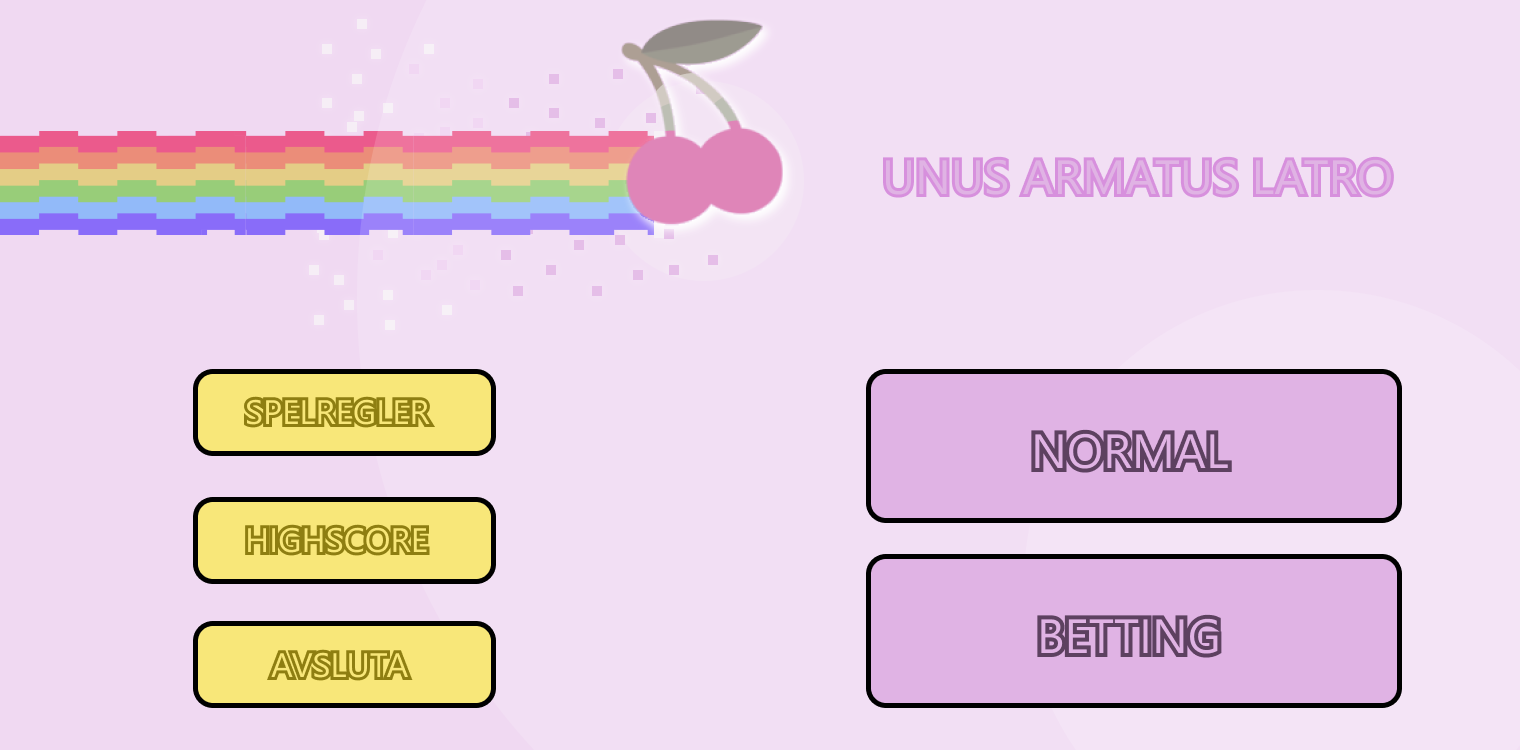 UNUS ARMATUS LATRO
SPELREGLER
HIGHSCORE
AVSLUTA
NORMAL
BETTING